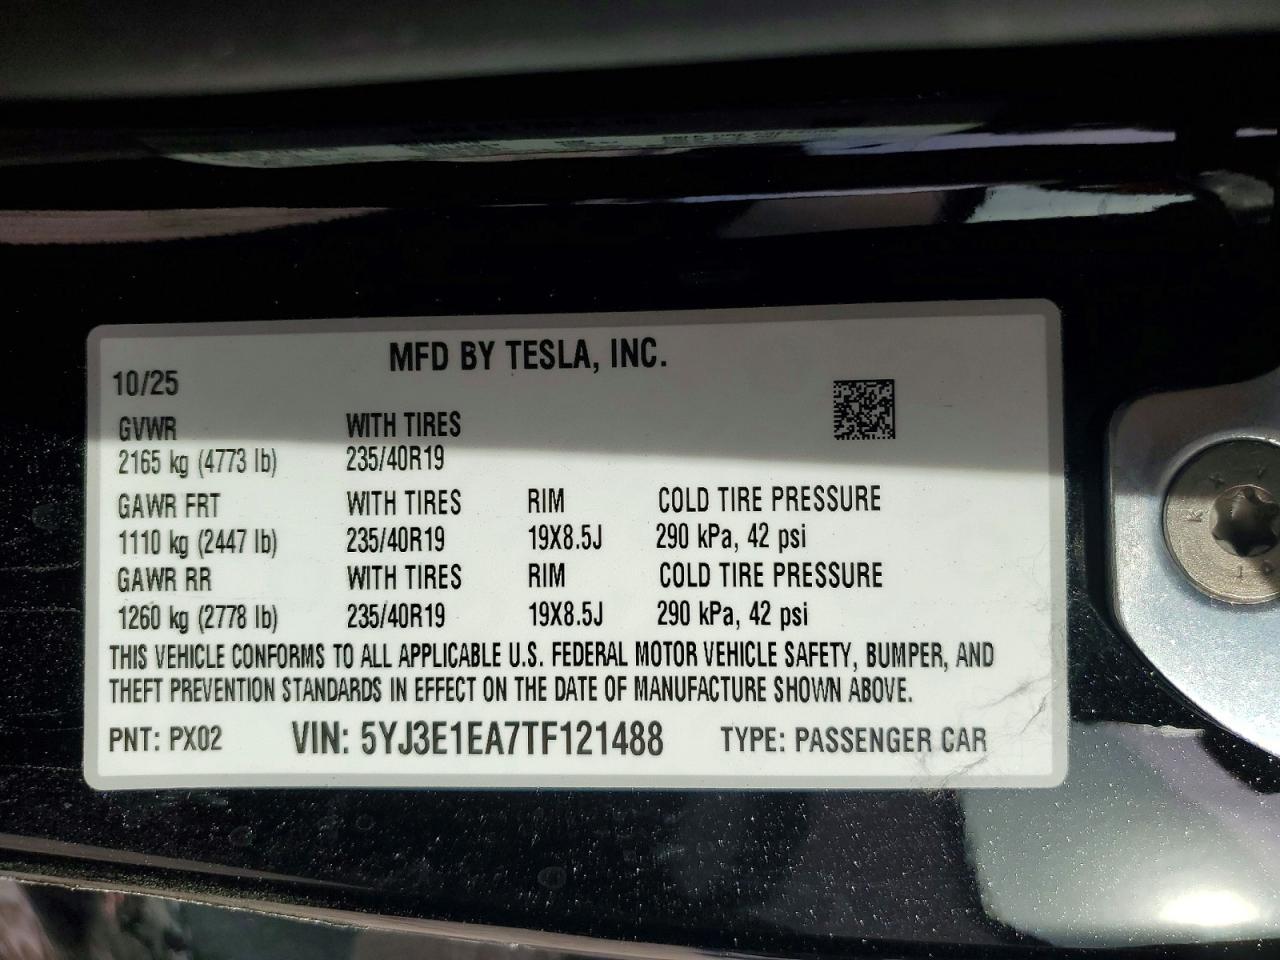 MFD BY TESLA, INC.
10/25
GVWR WITH TIRES
2165 kg (4773 lb) 235/40R19
GAWR FRT WITH TIRES RIM COLD TIRE PRESSURE
1110 kg (2447 lb) 235/40R19 19X8.5J 290 kPa, 42 psi
GAWR RR WITH TIRES RIM COLD TIRE PRESSURE
1260 kg (2778 lb) 235/40R19 19X8.5J 290 kPa, 42 psi
THIS VEHICLE CONFORMS TO ALL APPLICABLE U.S. FEDERAL MOTOR VEHICLE SAFETY, BUMPER, AND
THEFT PREVENTION STANDARDS IN EFFECT ON THE DATE OF MANUFACTURE SHOWN ABOVE.
PNT: PX02 VIN: 5YJ3E1EA7TF121488 TYPE: PASSENGER CAR